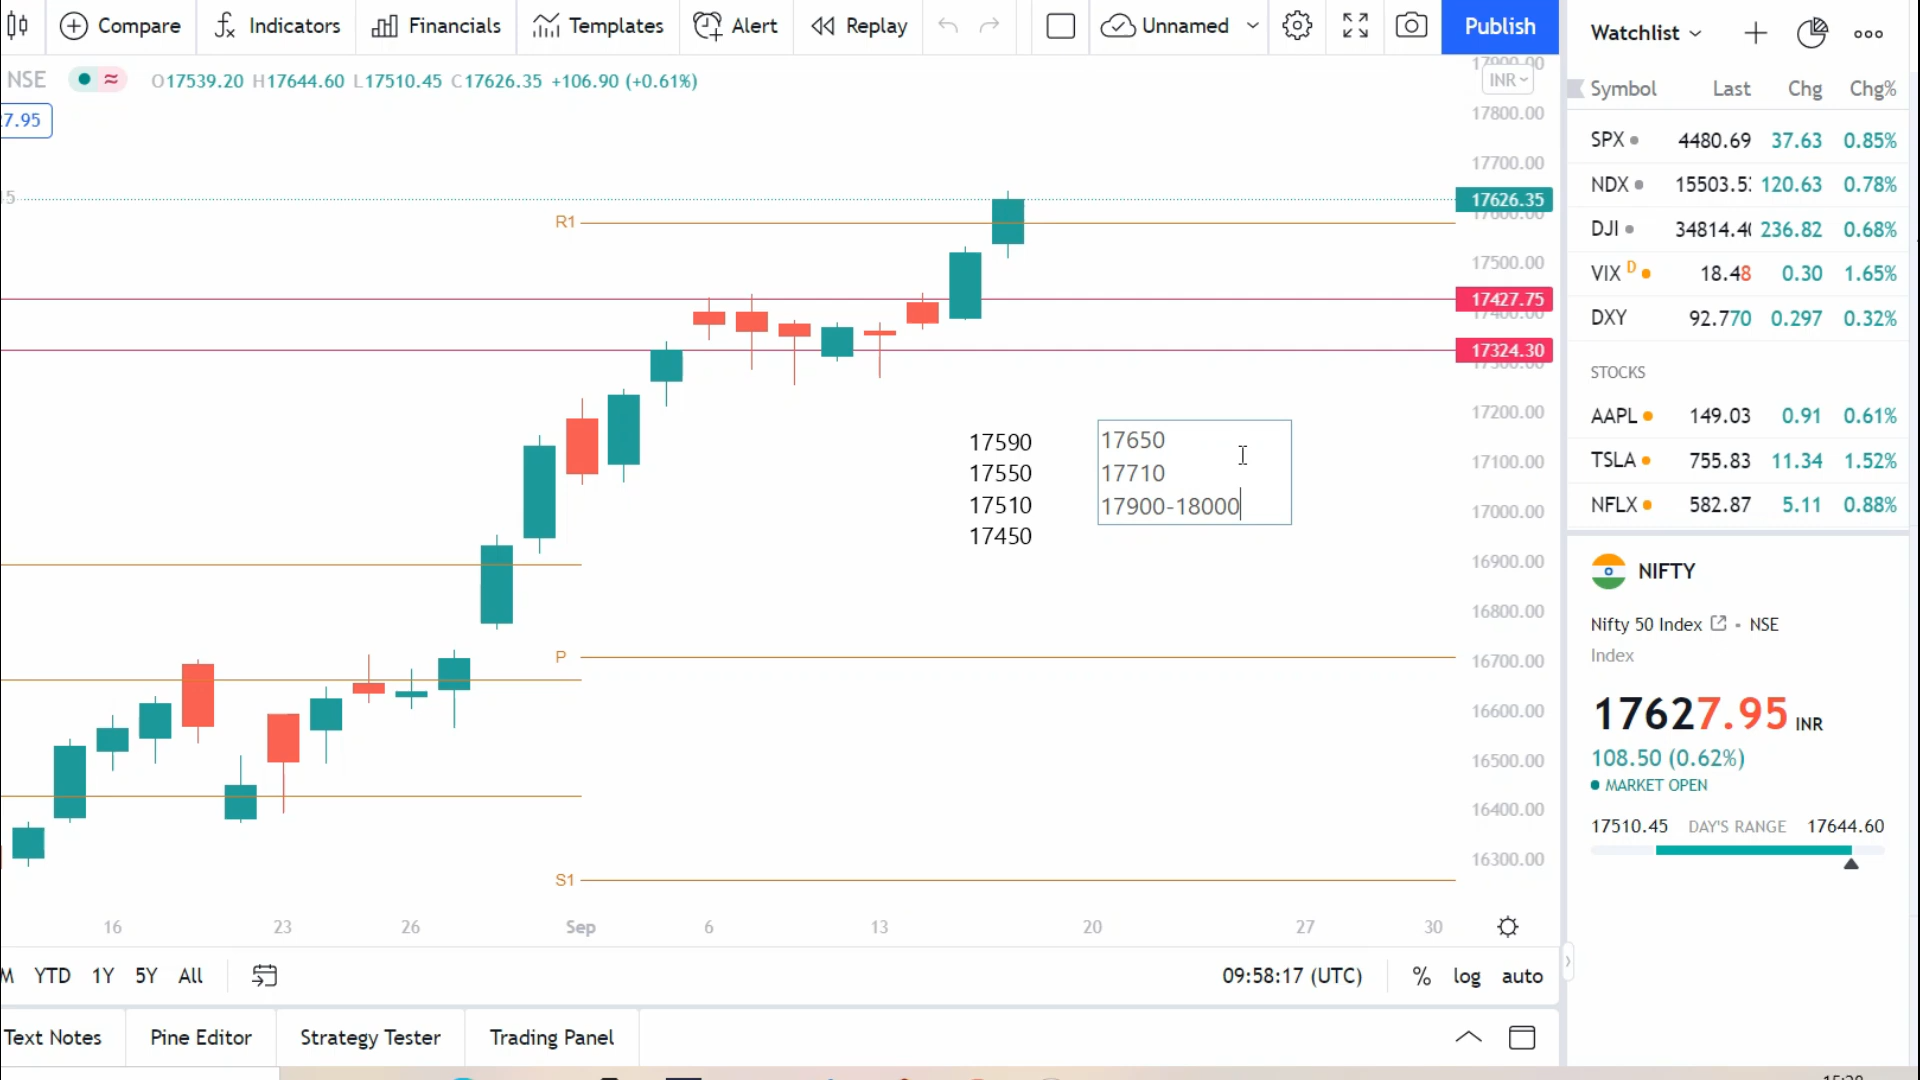 Compare
Indicators
Financials
Templates
Alert
Replay
Unnamed
Publish
NSE
O17539.20 H17644.60 L17510.45 C17626.35 +106.90 (+0.61%)
7.95
INR
17800.00
17700.00
17626.35
R1
17500.00
17427.75
17324.30
17200.00
17100.00
17000.00
16900.00
16800.00
16700.00
16600.00
16500.00
16400.00
16300.00
17590
17550
17510
17450
17650
17710
17900-18000
P
S1
16 23 26 Sep 6 13 20 27 30
M YTD 1Y 5Y All
09:58:17 (UTC) % log auto
Text Notes
Pine Editor
Strategy Tester
Trading Panel
Watchlist
Symbol Last Chg Chg%
SPX 4480.69 37.63 0.85%
NDX 15503.5 120.63 0.78%
DJI 34814.4 236.82 0.68%
VIX D 18.48 0.30 1.65%
DXY 92.770 0.297 0.32%
STOCKS
AAPL 149.03 0.91 0.61%
TSLA 755.83 11.34 1.52%
NFLX 582.87 5.11 0.88%
NIFTY
Nifty 50 Index • NSE
Index
17627.95 INR
108.50 (0.62%)
MARKET OPEN
17510.45 DAY'S RANGE 17644.60